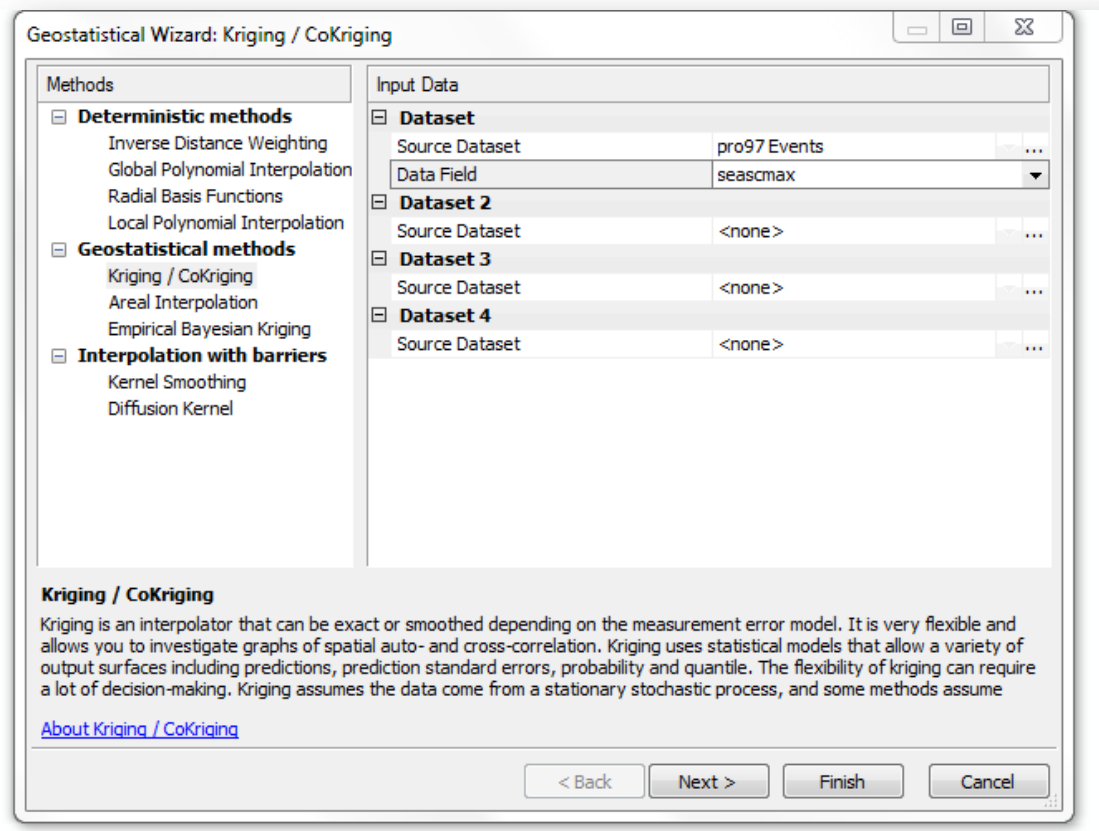 Geostatistical Wizard: Kriging / CoKriging
Methods
Deterministic methods
Inverse Distance Weighting
Global Polynomial Interpolation
Radial Basis Functions
Local Polynomial Interpolation
Geostatistical methods
Kriging / CoKriging
Areal Interpolation
Empirical Bayesian Kriging
Interpolation with barriers
Kernel Smoothing
Diffusion Kernel
Input Data
Dataset
Source Dataset pro97 Events ...
Data Field seascmax
Dataset 2
Source Dataset <none> ...
Dataset 3
Source Dataset <none> ...
Dataset 4
Source Dataset <none> ...
Kriging / CoKriging
Kriging is an interpolator that can be exact or smoothed depending on the measurement error model. It is very flexible and
allows you to investigate graphs of spatial auto- and cross-correlation. Kriging uses statistical models that allow a variety of
output surfaces including predictions, prediction standard errors, probability and quantile. The flexibility of kriging can require
a lot of decision-making. Kriging assumes the data come from a stationary stochastic process, and some methods assume
About Kriging / CoKriging
< Back Next > Finish Cancel